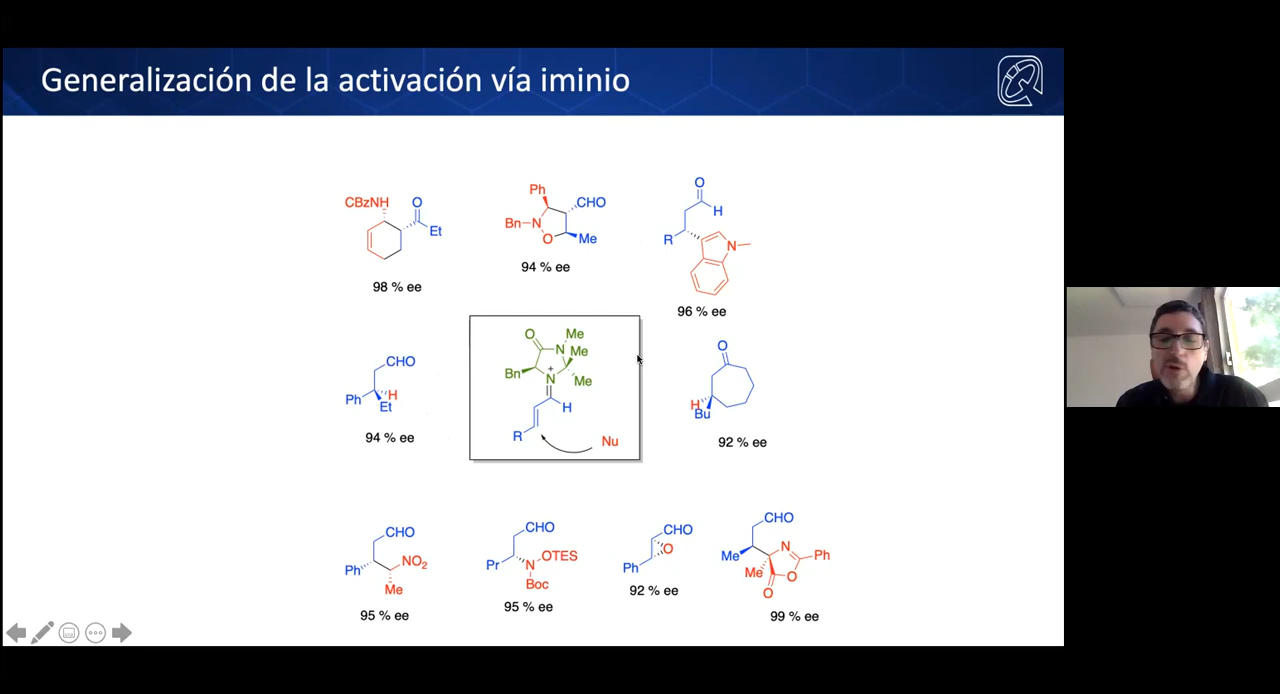 Generalización de la activación vía iminio
CBzNH
O
Et
98 % ee
Ph
CHO
Bn
N
O
Me
94 % ee
O
H
R
N
96 % ee
CHO
Ph
H
Et
94 % ee
O
Me
N
Me
Bn
N
+
Me
H
R
Nu
O
H
Bu
92 % ee
CHO
Ph
NO2
Me
95 % ee
CHO
Pr
N
OTES
Boc
95 % ee
CHO
O
Ph
92 % ee
CHO
Me
N
Ph
Me
O
O
99 % ee